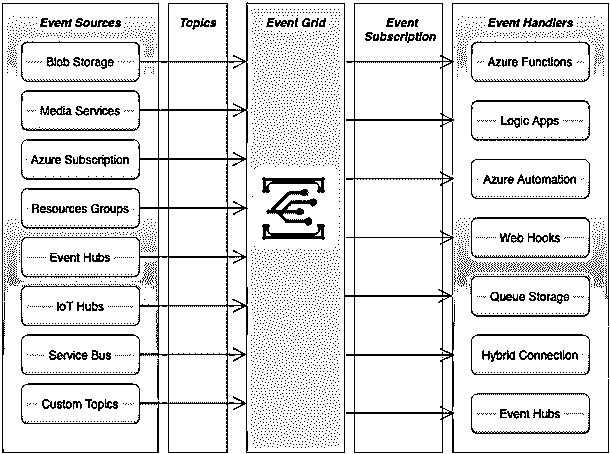 Event Sources
Topics
Event Grid
Event
Subscription
Event Handlers
Blob Storage
Media Services
Azure Subscription
Resources Groups
Event Hubs
IoT Hubs
Service Bus
Custom Topics
Azure Functions
Logic Apps
Azure Automation
Web Hooks
Queue Storage
Hybrid Connection
Event Hubs